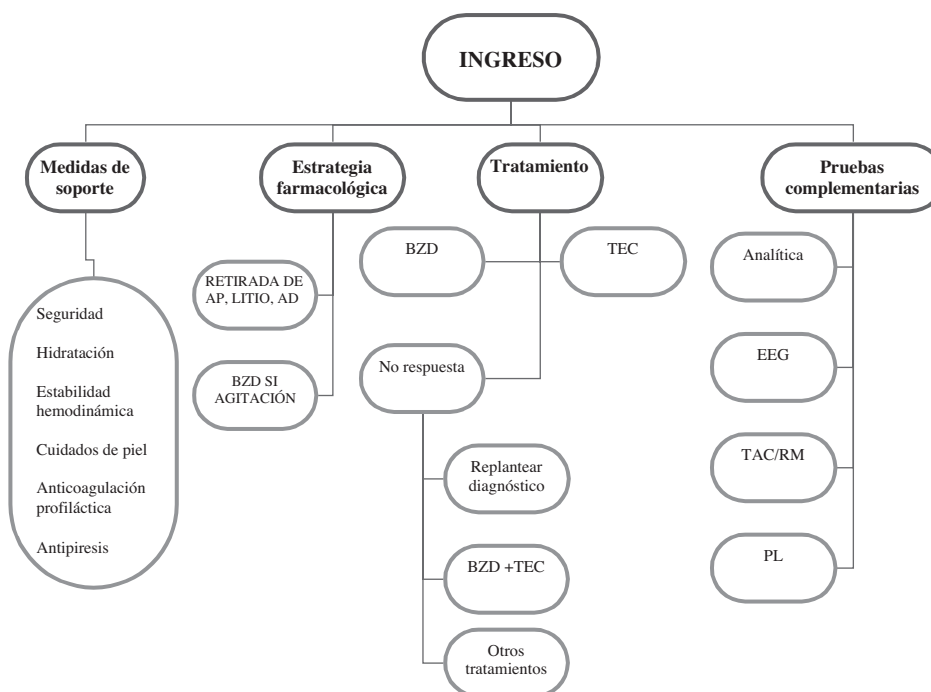 INGRESO
Medidas de
soporte
Seguridad
Hidratación
Estabilidad
hemodinámica
Cuidados de piel
Anticoagulación
profiláctica
Antipiresis
Estrategia
farmacológica
RETIRADA DE
AP, LITIO, AD
BZD SI
AGITACIÓN
Tratamiento
BZD
TEC
No respuesta
Replantear
diagnóstico
BZD +TEC
Otros
tratamientos
Pruebas
complementarias
Analítica
EEG
TAC/RM
PL